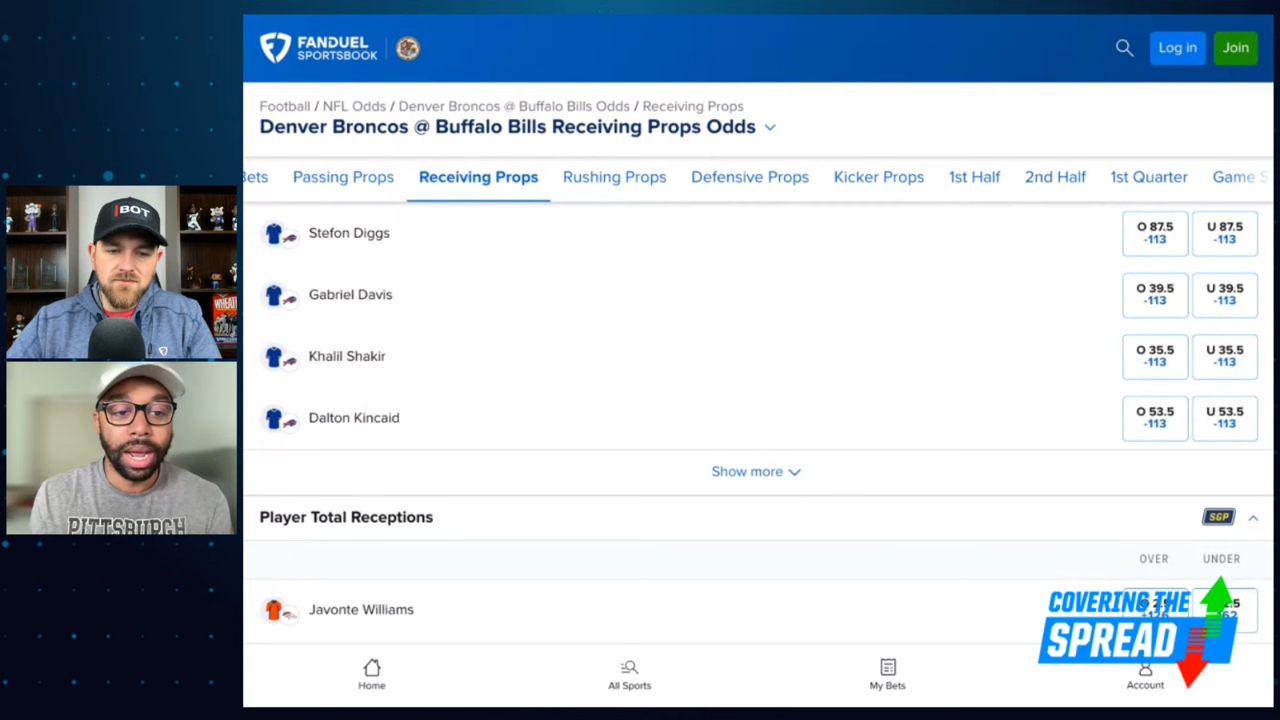 FANDUEL
SPORTSBOOK
Log in
Join
Football / NFL Odds / Denver Broncos @ Buffalo Bills Odds / Receiving Props
Denver Broncos @ Buffalo Bills Receiving Props Odds
Bets Passing Props Receiving Props Rushing Props Defensive Props Kicker Props 1st Half 2nd Half 1st Quarter Game S
Stefon Diggs
O 87.5 U 87.5
-113 -113
Gabriel Davis
O 39.5 U 39.5
-113 -113
Khalil Shakir
O 35.5 U 35.5
-113 -113
Dalton Kincaid
O 53.5 U 53.5
-113 -113
Show more
Player Total Receptions
SGP
OVER UNDER
Javonte Williams
COVERING THE
SPREAD
Home
All Sports
My Bets
Account
BOT
WHEAT
PITTSBURGH